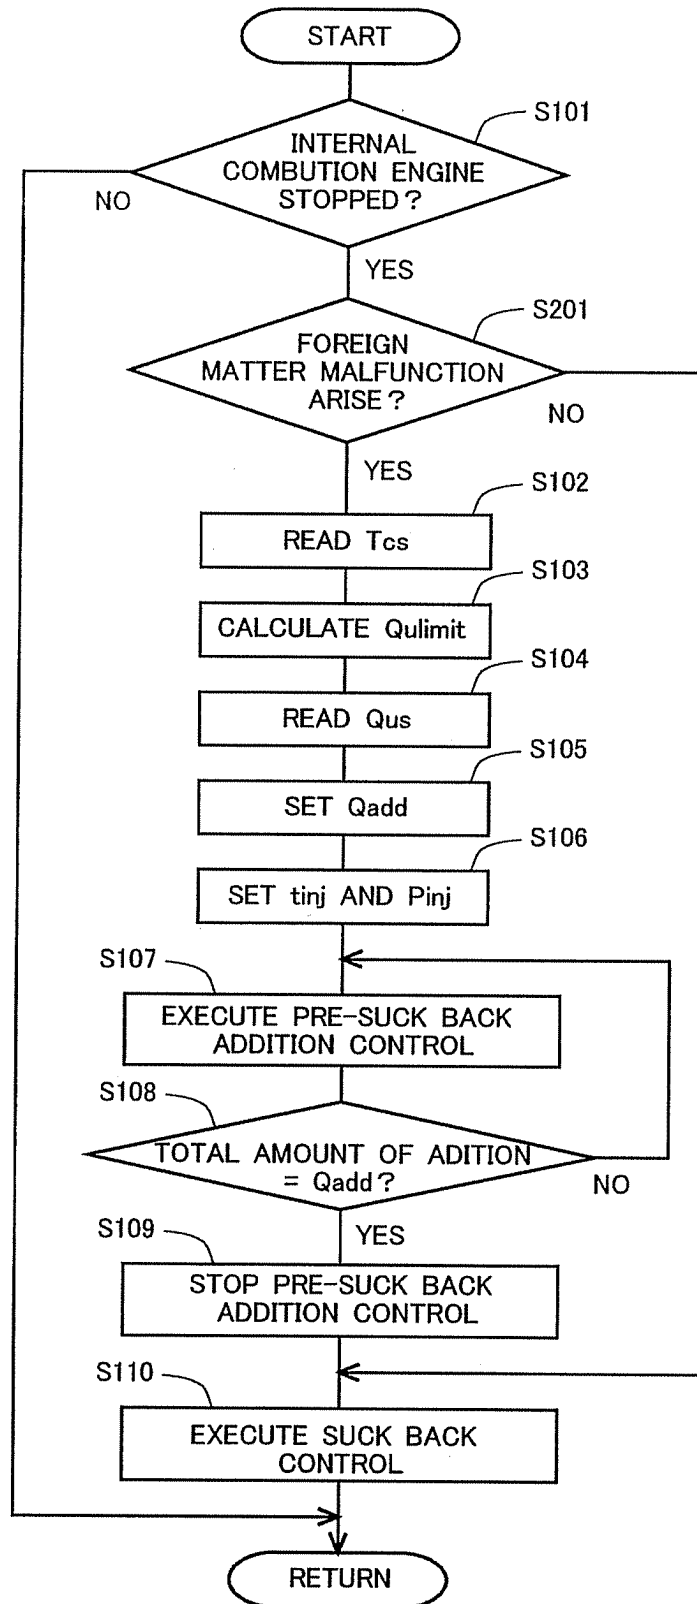 START
S101
INTERNAL
COMBUTION ENGINE
STOPPED?
NO
YES
S201
FOREIGN
MATTER MALFUNCTION
ARISE?
NO
YES
S102
READ Tcs
S103
CALCULATE Qulimit
S104
READ Qus
S105
SET Qadd
S106
SET tinj AND Pinj
S107
EXECUTE PRE-SUCK BACK
ADDITION CONTROL
S108
TOTAL AMOUNT OF ADITION
= Qadd?
NO
YES
S109
STOP PRE-SUCK BACK
ADDITION CONTROL
S110
EXECUTE SUCK BACK
CONTROL
RETURN